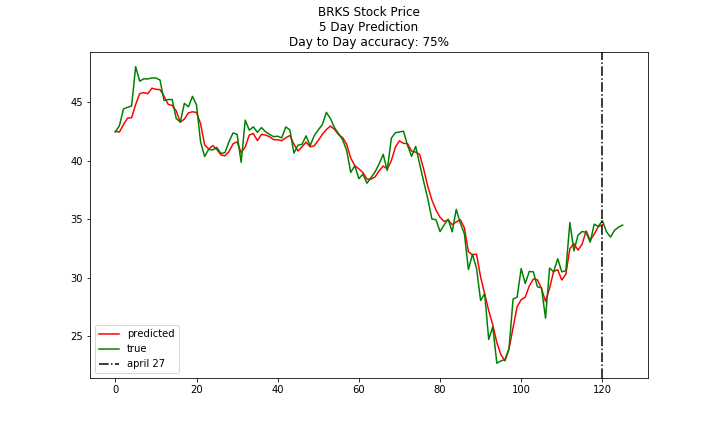 BRKS Stock Price
5 Day Prediction
Day to Day accuracy: 75%
45
40
35
30
25
predicted
true
april 27
0 20 40 60 80 100 120